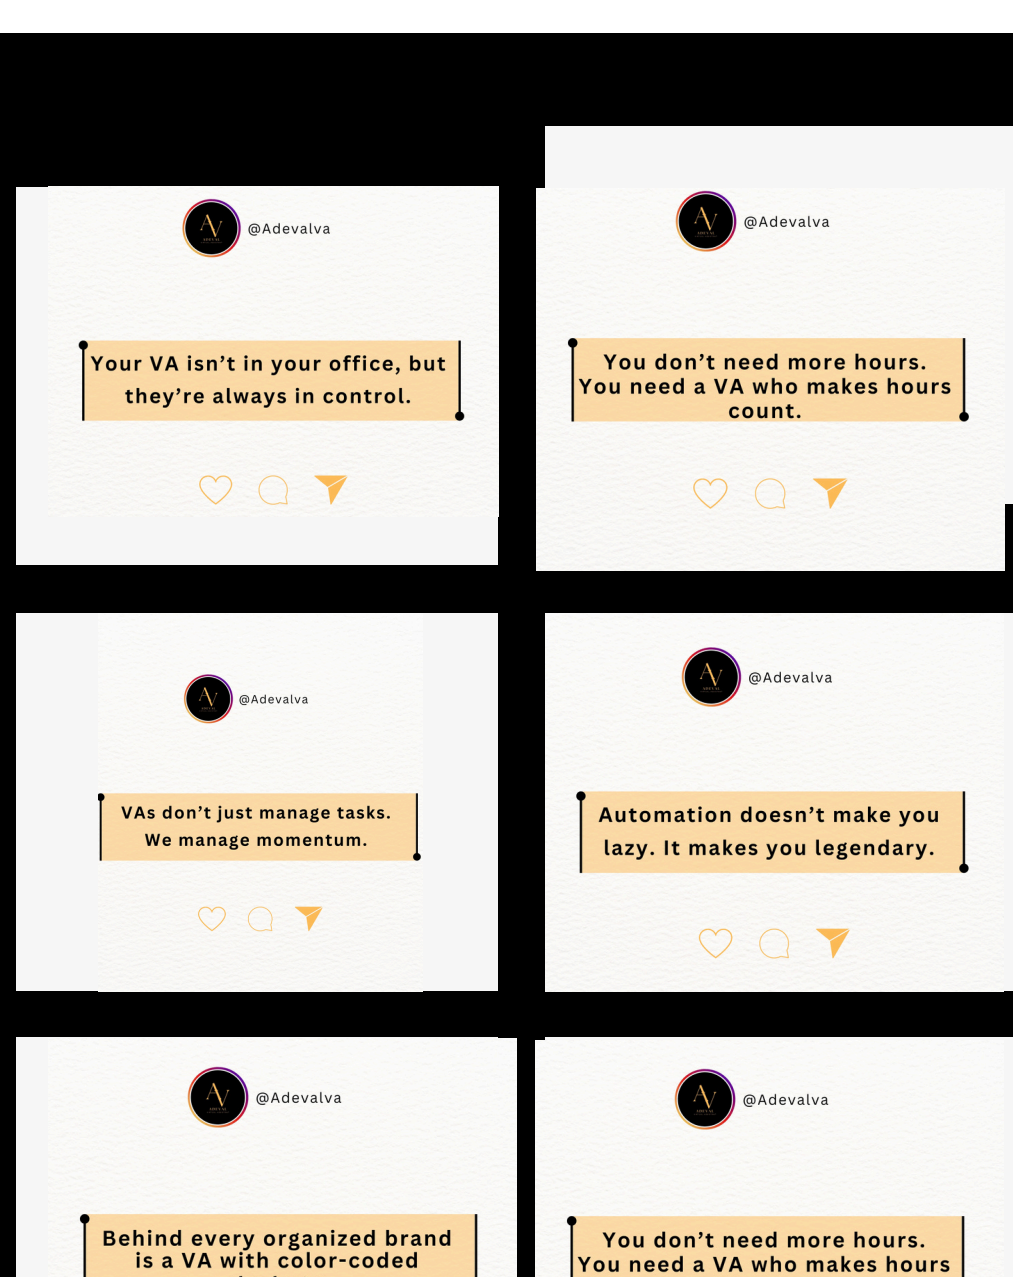 @Adevalva
Your VA isn't in your office, but
they're always in control.
@Adevalva
You don't need more hours.
You need a VA who makes hours
count.
@Adevalva
VAs don't just manage tasks.
We manage momentum.
@Adevalva
Automation doesn't make you
lazy. It makes you legendary.
@Adevalva
Behind every organized brand
is a VA with color-coded
@Adevalva
You don't need more hours.
You need a VA who makes hours